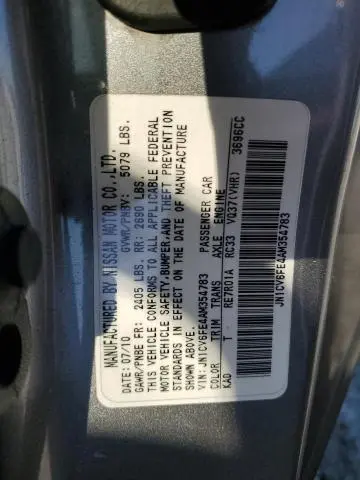 MANUFACTURED BY NISSAN MOTOR CO.,LTD.
DATE: 07/10 GVWR/PNBV: 5079 LBS.
GAWR/PNBE FR: 2405 LBS. RR: 2690 LBS.
THIS VEHICLE CONFORMS TO ALL APPLICABLE FEDERAL
MOTOR VEHICLE SAFETY,BUMPER,AND THEFT PREVENTION
STANDARDS IN EFFECT ON THE DATE OF MANUFACTURE
SHOWN ABOVE.
VIN: JN1CV6FE4AM354783 PASSENGER CAR
COLOR TRIM TRANS AXLE ENGINE
KAD T RE7R01A RC33 VQ37(VHR) 3696CC
JN1CV6FE4AM354783